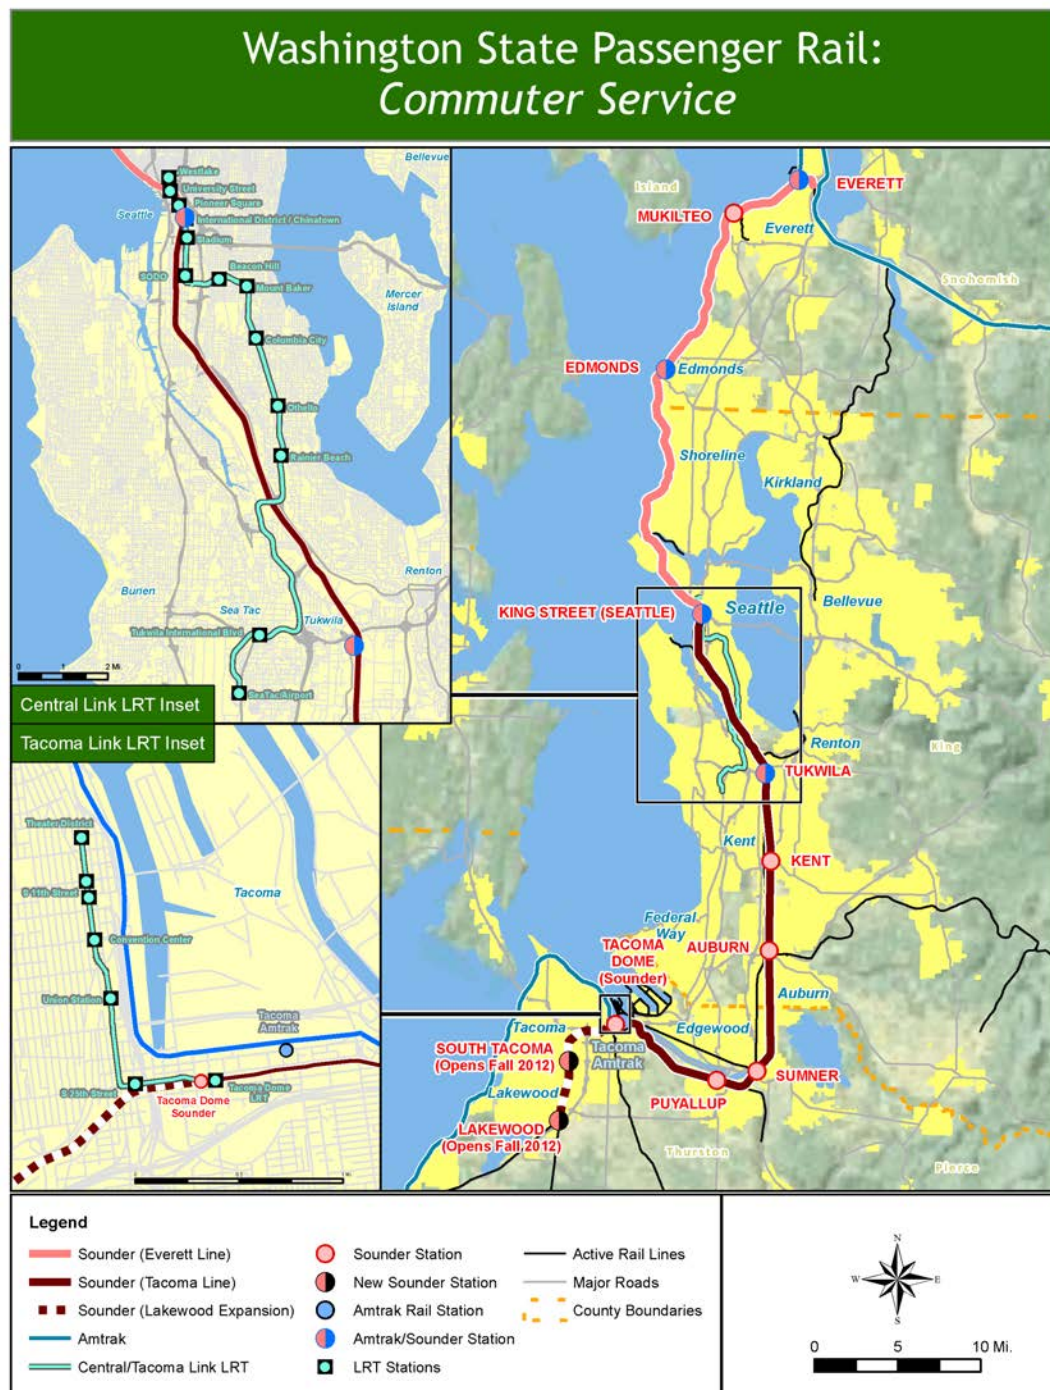 Washington State Passenger Rail:
Commuter Service
Bellevue
Westlake
University Street
Pioneer Square
Seattle
International District / Chinatown
Stadium
SODO
Beacon Hill
Mount Baker
Mercer
Island
Columbia City
Othello
Rainier Beach
Burien
Sea Tac
Tukwila
Renton
Tukwila International Blvd
SeaTac/Airport
0 1 2 Mi.
Central Link LRT Inset
Tacoma Link LRT Inset
Theater District
Convention Center
Tacoma
Union Station
Tacoma
Amtrak
S 25th Street
Tacoma Dome
Sounder
Tacoma Dome
LRT
Island
EVERETT
MUKILTEO
Everett
Snohomish
EDMONDS
Edmonds
Shoreline
Kirkland
KING STREET (SEATTLE)
Seattle
Bellevue
Renton
King
TUKWILA
Kent
KENT
Federal
Way
TACOMA
DOME
(Sounder)
AUBURN
Auburn
Tacoma
Edgewood
Tacoma
Amtrak
SOUTH TACOMA
(Opens Fall 2012)
SUMNER
Lakewood
PUYALLUP
LAKEWOOD
(Opens Fall 2012)
Thurston
Pierce
Legend
Sounder (Everett Line)
Sounder (Tacoma Line)
Sounder (Lakewood Expansion)
Amtrak
Central/Tacoma Link LRT
Sounder Station
New Sounder Station
Amtrak Rail Station
Amtrak/Sounder Station
LRT Stations
Active Rail Lines
Major Roads
County Boundaries
N
W E
S
0 5 10 Mi.